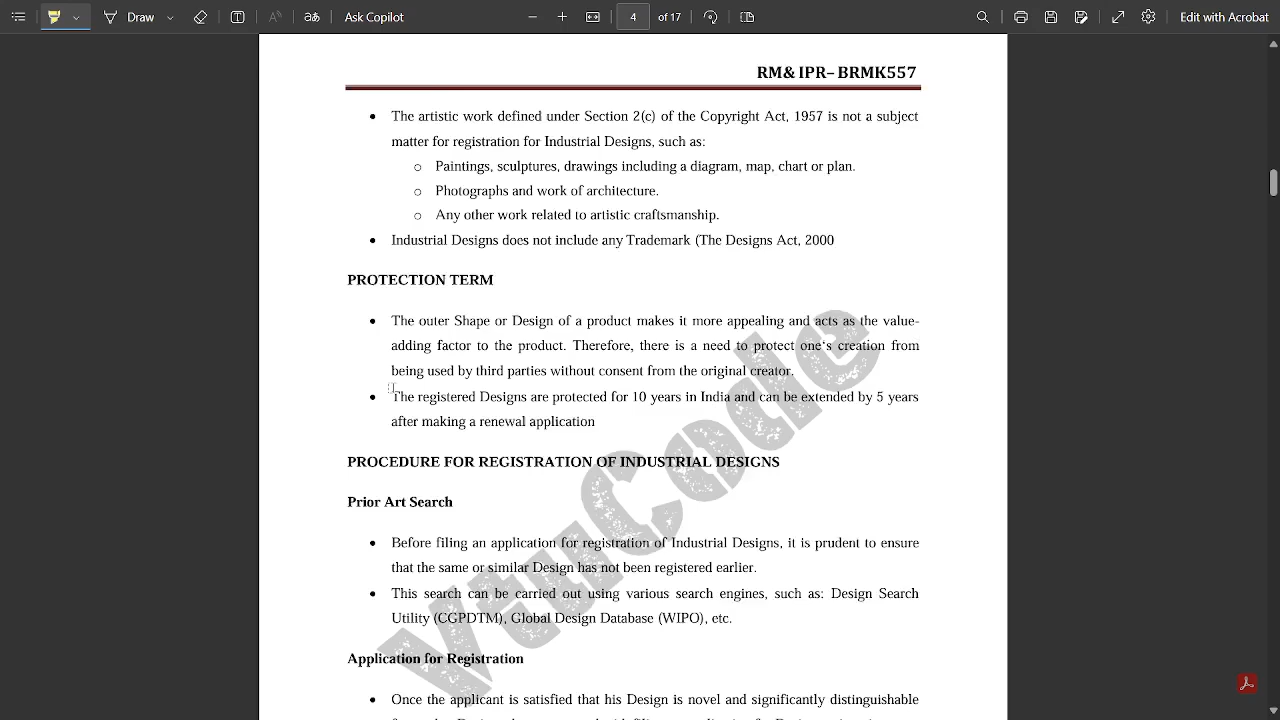 Draw
Ask Copilot
4
of 17
Edit with Acrobat
RM& IPR– BRMK557
• The artistic work defined under Section 2(c) of the Copyright Act, 1957 is not a subject
matter for registration for Industrial Designs, such as:
o Paintings, sculptures, drawings including a diagram, map, chart or plan.
o Photographs and work of architecture.
o Any other work related to artistic craftsmanship.
• Industrial Designs does not include any Trademark (The Designs Act, 2000
PROTECTION TERM
• The outer Shape or Design of a product makes it more appealing and acts as the value-
adding factor to the product. Therefore, there is a need to protect one's creation from
being used by third parties without consent from the original creator.
• The registered Designs are protected for 10 years in India and can be extended by 5 years
after making a renewal application
PROCEDURE FOR REGISTRATION OF INDUSTRIAL DESIGNS
Prior Art Search
• Before filing an application for registration of Industrial Designs, it is prudent to ensure
that the same or similar Design has not been registered earlier.
• This search can be carried out using various search engines, such as: Design Search
Utility (CGPDTM), Global Design Database (WIPO), etc.
Application for Registration
• Once the applicant is satisfied that his Design is novel and significantly distinguishable
VtuCode